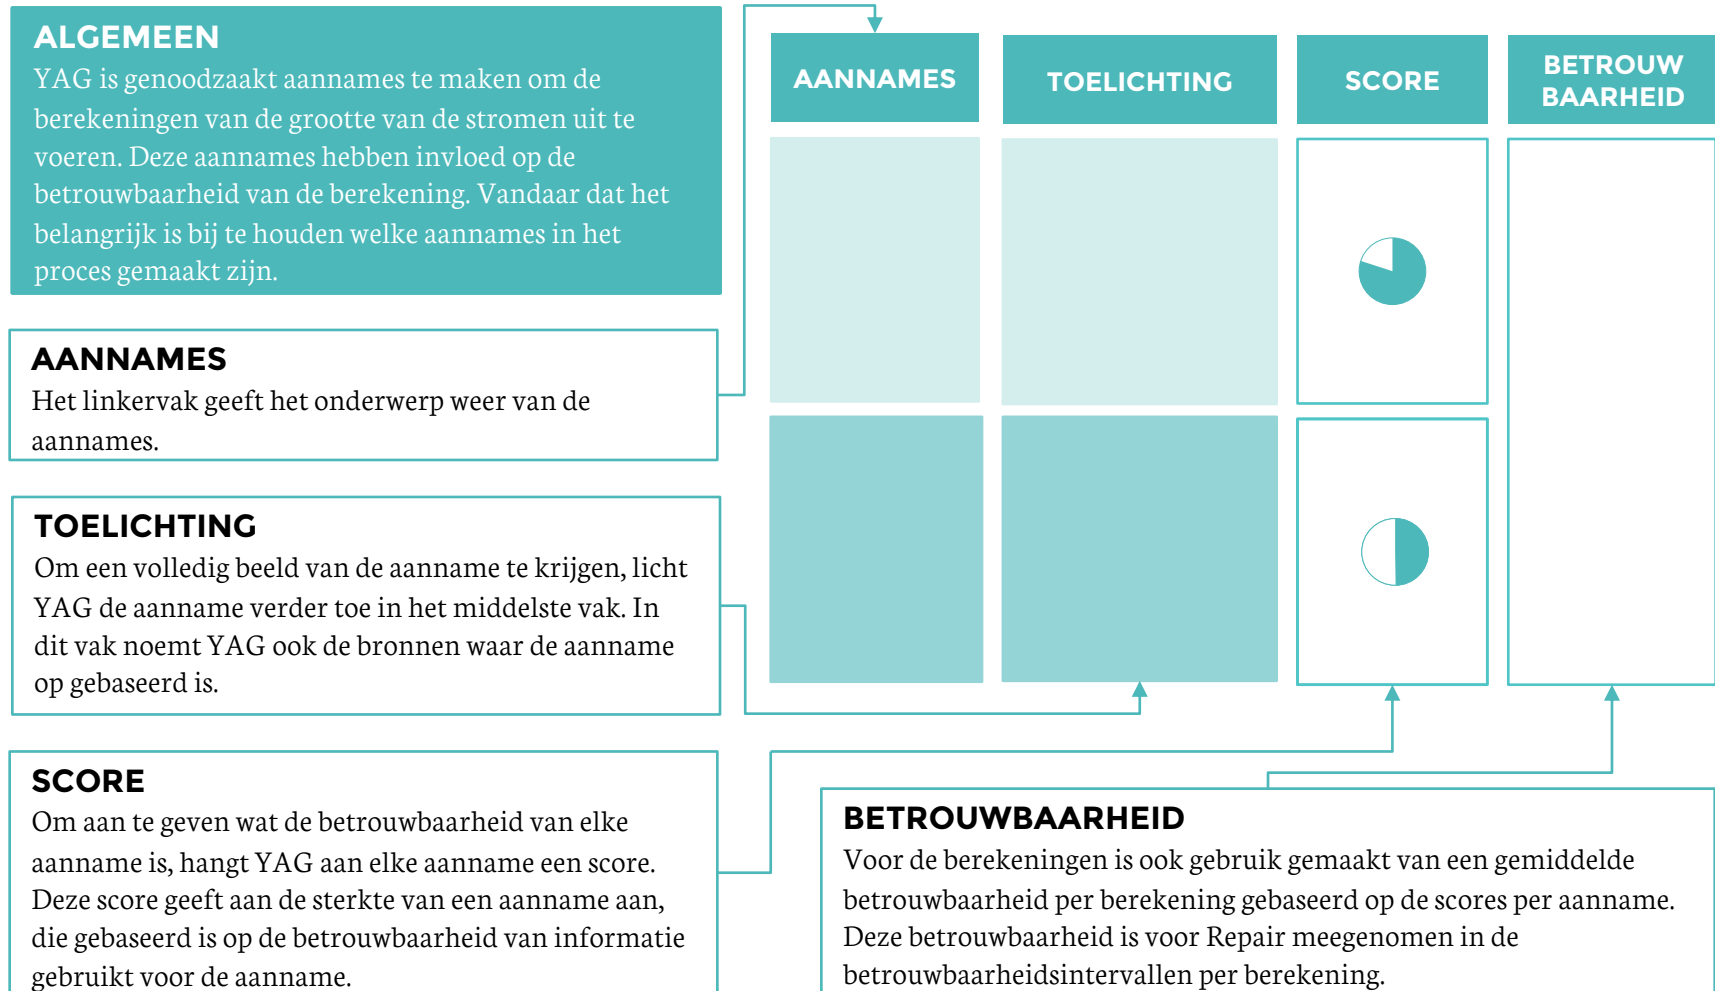 ALGEMEEN
YAG is genoodzaakt aannames te maken om de
berekeningen van de grootte van de stromen uit te
voeren. Deze aannames hebben invloed op de
betrouwbaarheid van de berekening. Vandaar dat het
belangrijk is bij te houden welke aannames in het
proces gemaakt zijn.
AANNAMES
Het linkervak geeft het onderwerp weer van de
aannames.
TOELICHTING
Om een volledig beeld van de aanname te krijgen, licht
YAG de aanname verder toe in het middelste vak. In
dit vak noemt YAG ook de bronnen waar de aanname
op gebaseerd is.
SCORE
Om aan te geven wat de betrouwbaarheid van elke
aanname is, hangt YAG aan elke aanname een score.
Deze score geeft aan de sterkte van een aanname aan,
die gebaseerd is op de betrouwbaarheid van informatie
gebruikt voor de aanname.
AANNAMES
TOELICHTING
SCORE
BETROUW
BAARHEID
BETROUWBAARHEID
Voor de berekeningen is ook gebruik gemaakt van een gemiddelde
betrouwbaarheid per berekening gebaseerd op de scores per aanname.
Deze betrouwbaarheid is voor Repair meegenomen in de
betrouwbaarheidsintervallen per berekening.